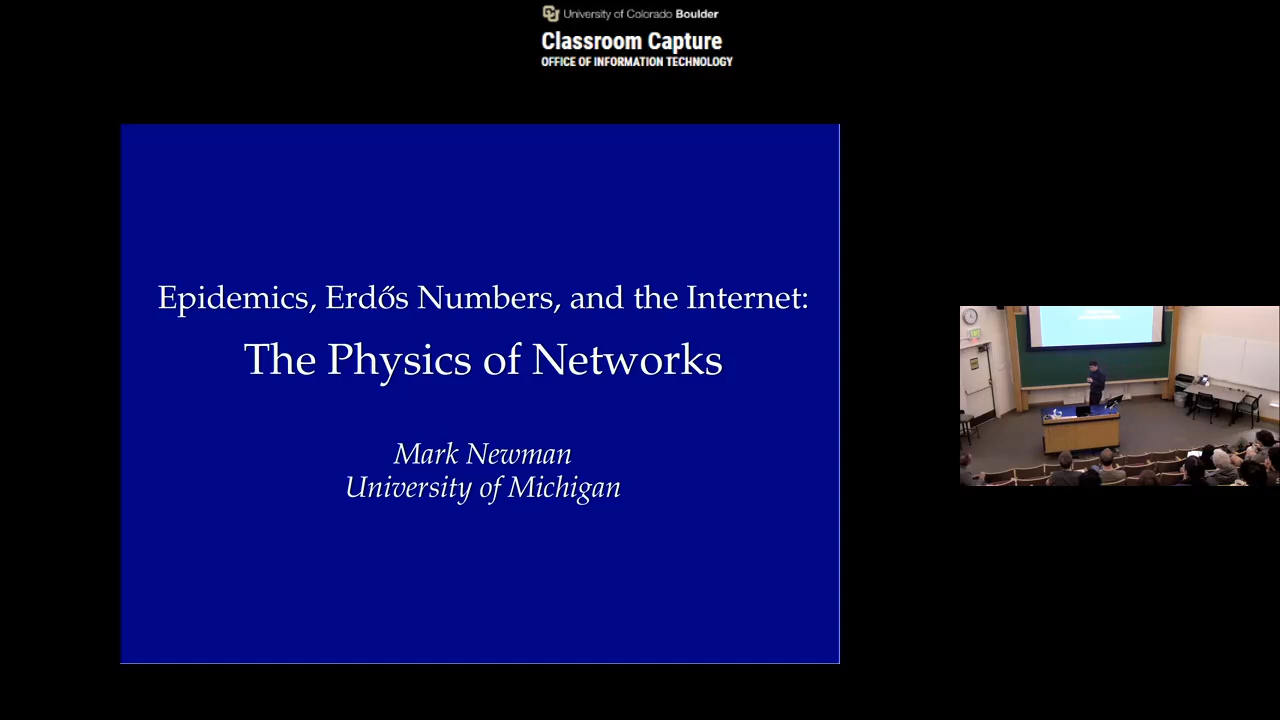 University of Colorado Boulder
Classroom Capture
OFFICE OF INFORMATION TECHNOLOGY
Epidemics, Erdős Numbers, and the Internet:
The Physics of Networks
Mark Newman
University of Michigan